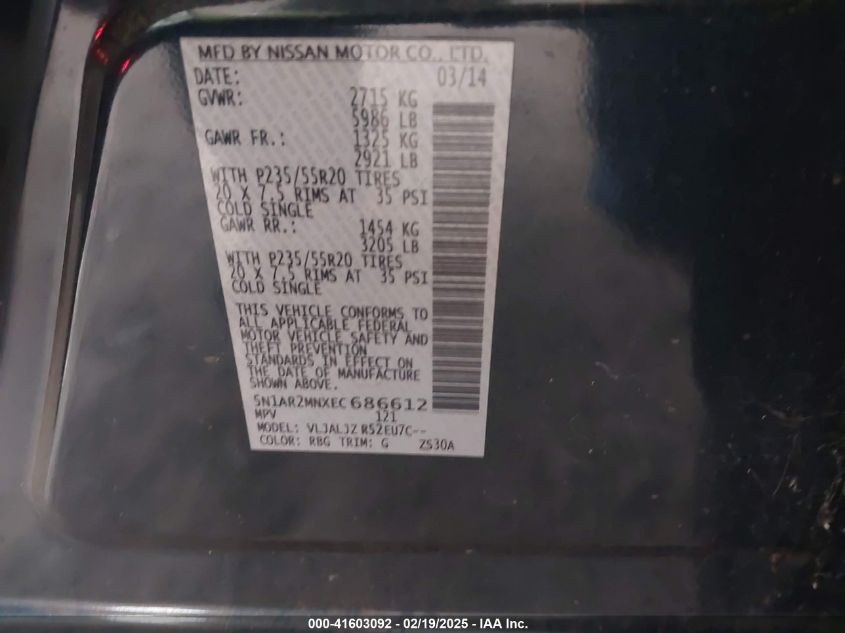 MFD BY NISSAN MOTOR CO., LTD.
DATE: 03/14
GVWR: 2715 KG
5986 LB
GAWR FR.: 1325 KG
2921 LB
WITH P235/55R20 TIRES
20 X 7.5 RIMS AT 35 PSI
COLD SINGLE
GAWR RR.: 1454 KG
3205 LB
WITH P235/55R20 TIRES
20 X 7.5 RIMS AT 35 PSI
COLD SINGLE
THIS VEHICLE CONFORMS TO
ALL APPLICABLE FEDERAL
MOTOR VEHICLE SAFETY AND
THEFT PREVENTION
STANDARDS IN EFFECT ON
THE DATE OF MANUFACTURE
SHOWN ABOVE.
5N1AR2MNXEC686612
MPV 121
MODEL: VLJALJZ R52EU7C--
COLOR: RBG TRIM: G ZS30A
000-41603092 - 02/19/2025 - IAA Inc.